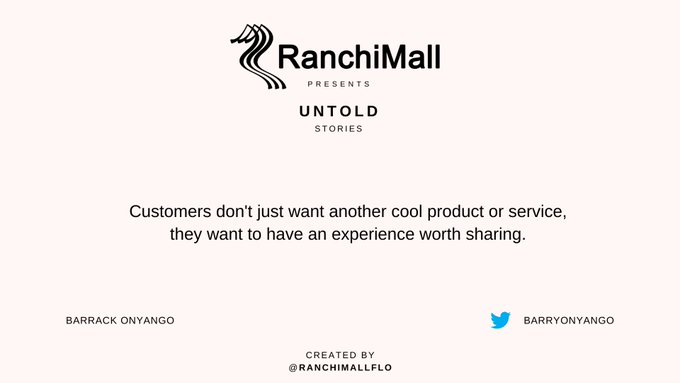 RanchiMall
PRESENTS
UNTOLD
STORIES
Customers don't just want another cool product or service,
they want to have an experience worth sharing.
BARRACK ONYANGO
BARRYONYANGO
CREATED BY
@RANCHIMALLFLO